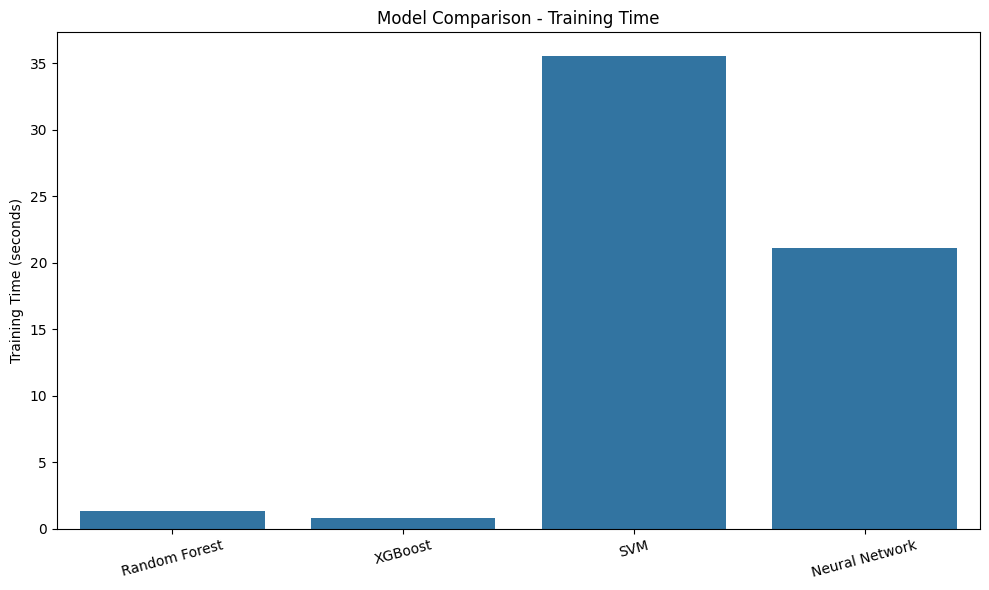 Model Comparison - Training Time
Training Time (seconds)
35
30
25
20
15
10
5
0
Random Forest
XGBoost
SVM
Neural Network